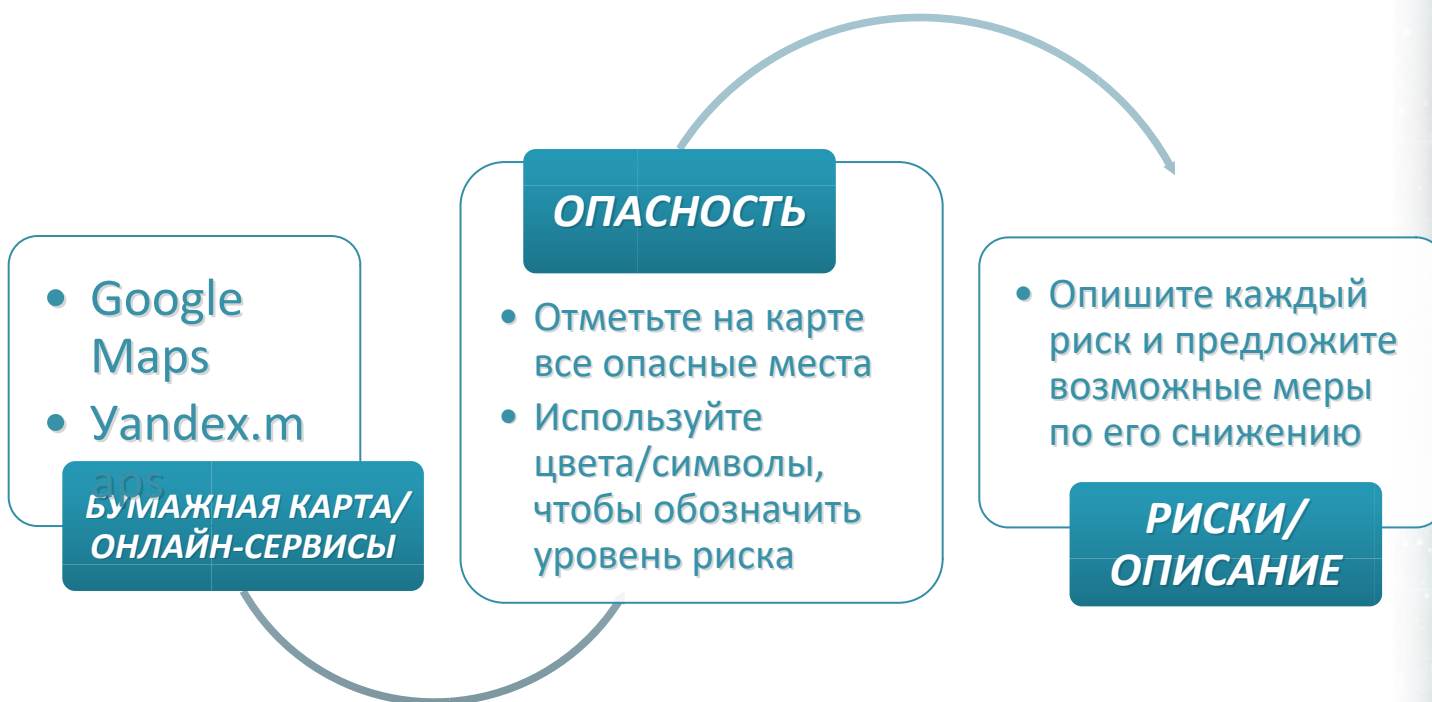 • Google
Maps
• Yandex.m
aps
БУМАЖНАЯ КАРТА/
ОНЛАЙН-СЕРВИСЫ
ОПАСНОСТЬ
• Отметьте на карте
все опасные места
• Используйте
цвета/символы,
чтобы обозначить
уровень риска
• Опишите каждый
риск и предложите
возможные меры
по его снижению
РИСКИ/
ОПИСАНИЕ